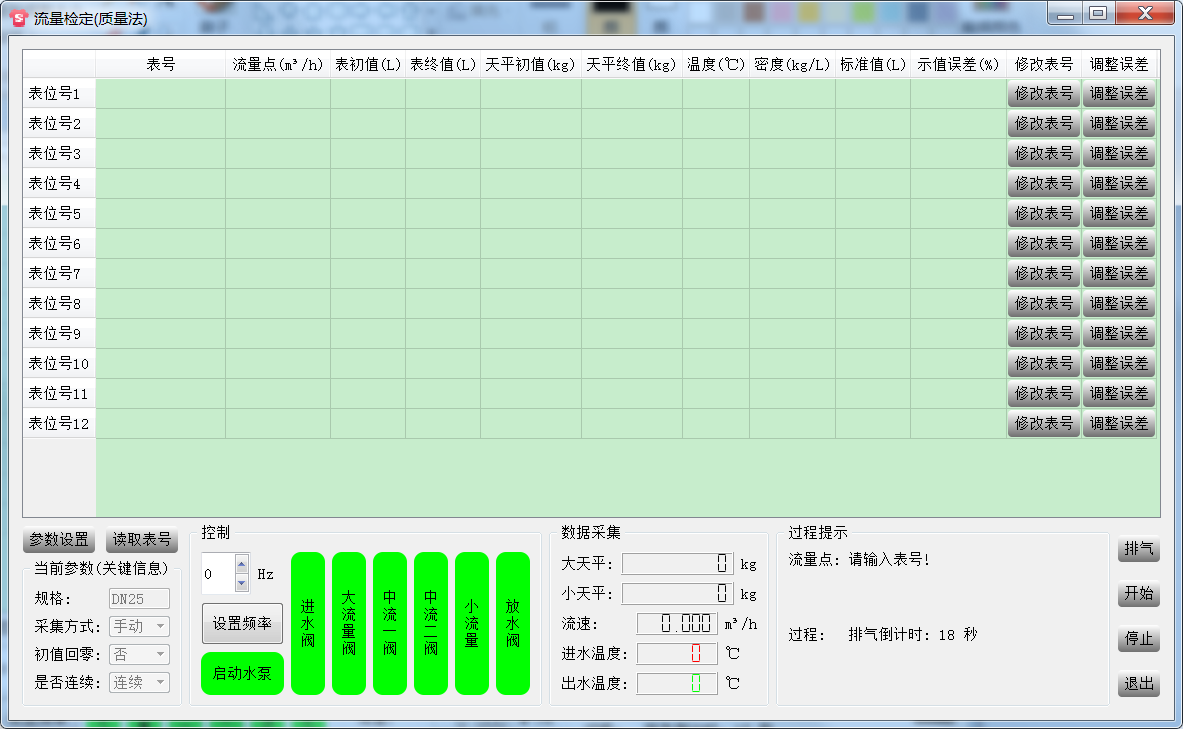 流量检定(质量法)
表号 流量点(m³/h) 表初值(L) 表终值(L) 天平初值(kg) 天平终值(kg) 温度(℃) 密度(kg/L) 标准值(L) 示值误差(%) 修改表号 调整误差
表位号1 修改表号 调整误差
表位号2 修改表号 调整误差
表位号3 修改表号 调整误差
表位号4 修改表号 调整误差
表位号5 修改表号 调整误差
表位号6 修改表号 调整误差
表位号7 修改表号 调整误差
表位号8 修改表号 调整误差
表位号9 修改表号 调整误差
表位号10 修改表号 调整误差
表位号11 修改表号 调整误差
表位号12 修改表号 调整误差
参数设置 读取表号
当前参数(关键信息)
规格: DN25
采集方式: 手动
初值回零: 否
是否连续: 连续
控制
0 Hz
设置频率
启动水泵
进水阀
大流量阀
中流一阀
中流二阀
小流量
放水阀
数据采集
大天平: 0 kg
小天平: 0 kg
流速: 0.000 m³/h
进水温度: 0 ℃
出水温度: 0 ℃
过程提示
流量点: 请输入表号!
过程: 排气倒计时: 18 秒
排气
开始
停止
退出